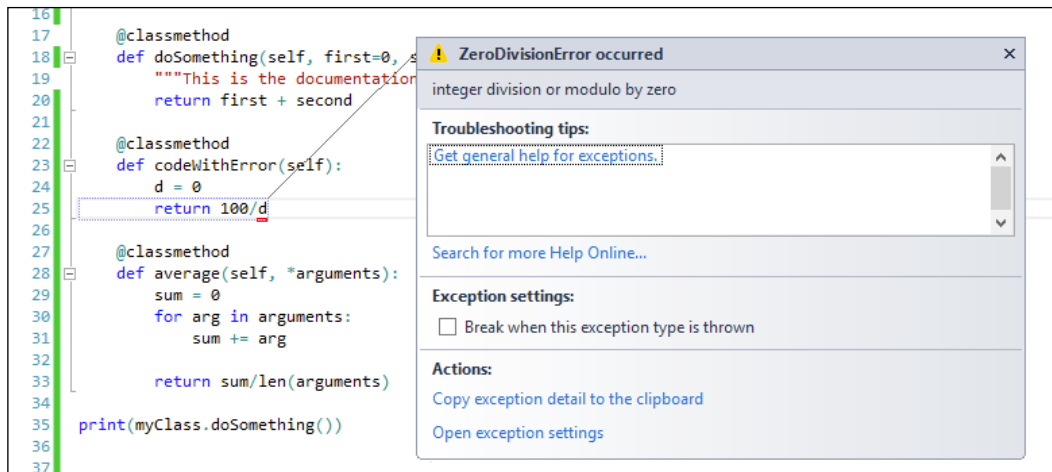 16
17 @classmethod
18 def doSomething(self, first=0, s
19 """This is the documentation
20 return first + second
21
22 @classmethod
23 def codeWithError(self):
24 d = 0
25 return 100/d
26
27 @classmethod
28 def average(self, *arguments):
29 sum = 0
30 for arg in arguments:
31 sum += arg
32
33 return sum/len(arguments)
34
35 print(myClass.doSomething())
36
37
ZeroDivisionError occurred
integer division or modulo by zero
Troubleshooting tips:
Get general help for exceptions.
Search for more Help Online...
Exception settings:
Break when this exception type is thrown
Actions:
Copy exception detail to the clipboard
Open exception settings